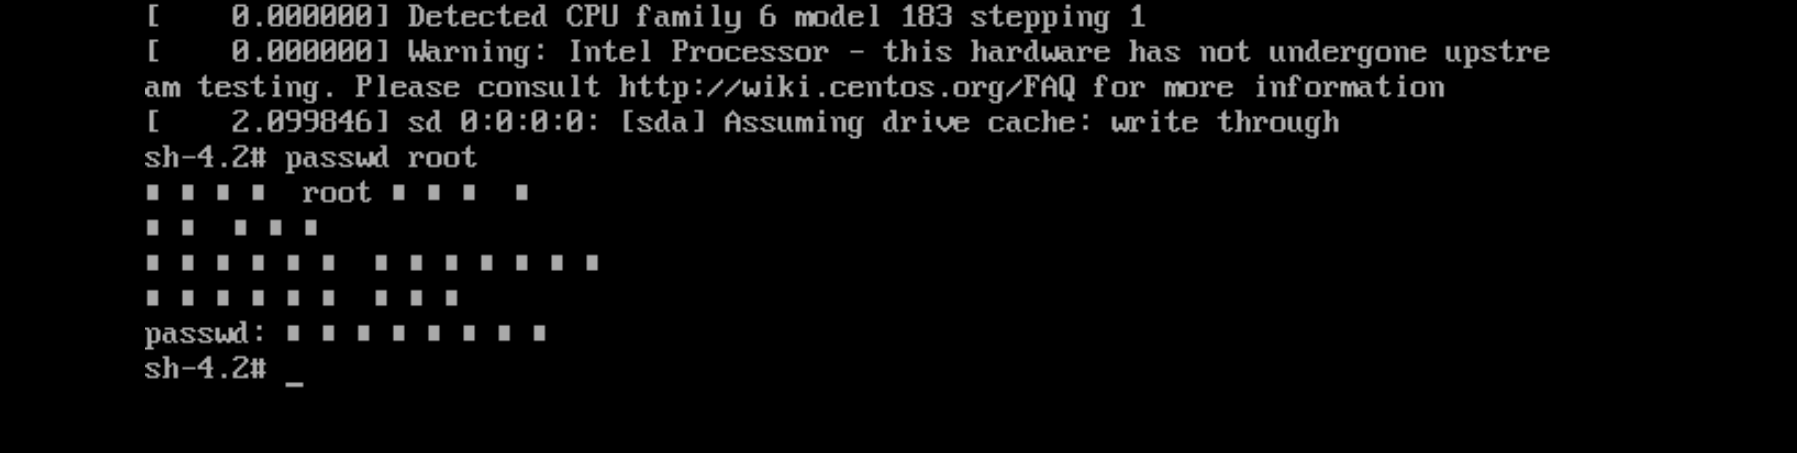 [    0.000000] Detected CPU family 6 model 183 stepping 1
[    0.000000] Warning: Intel Processor - this hardware has not undergone upstre
am testing. Please consult http://wiki.centos.org/FAQ for more information
[    2.099846] sd 0:0:0:0: [sda] Assuming drive cache: write through
sh-4.2# passwd root
■ ■ ■ ■  root ■ ■ ■  ■
■ ■  ■ ■ ■
■ ■ ■ ■ ■ ■  ■ ■ ■ ■ ■ ■ ■
■ ■ ■ ■ ■ ■  ■ ■ ■
passwd: ■ ■ ■ ■ ■ ■ ■ ■
sh-4.2# _